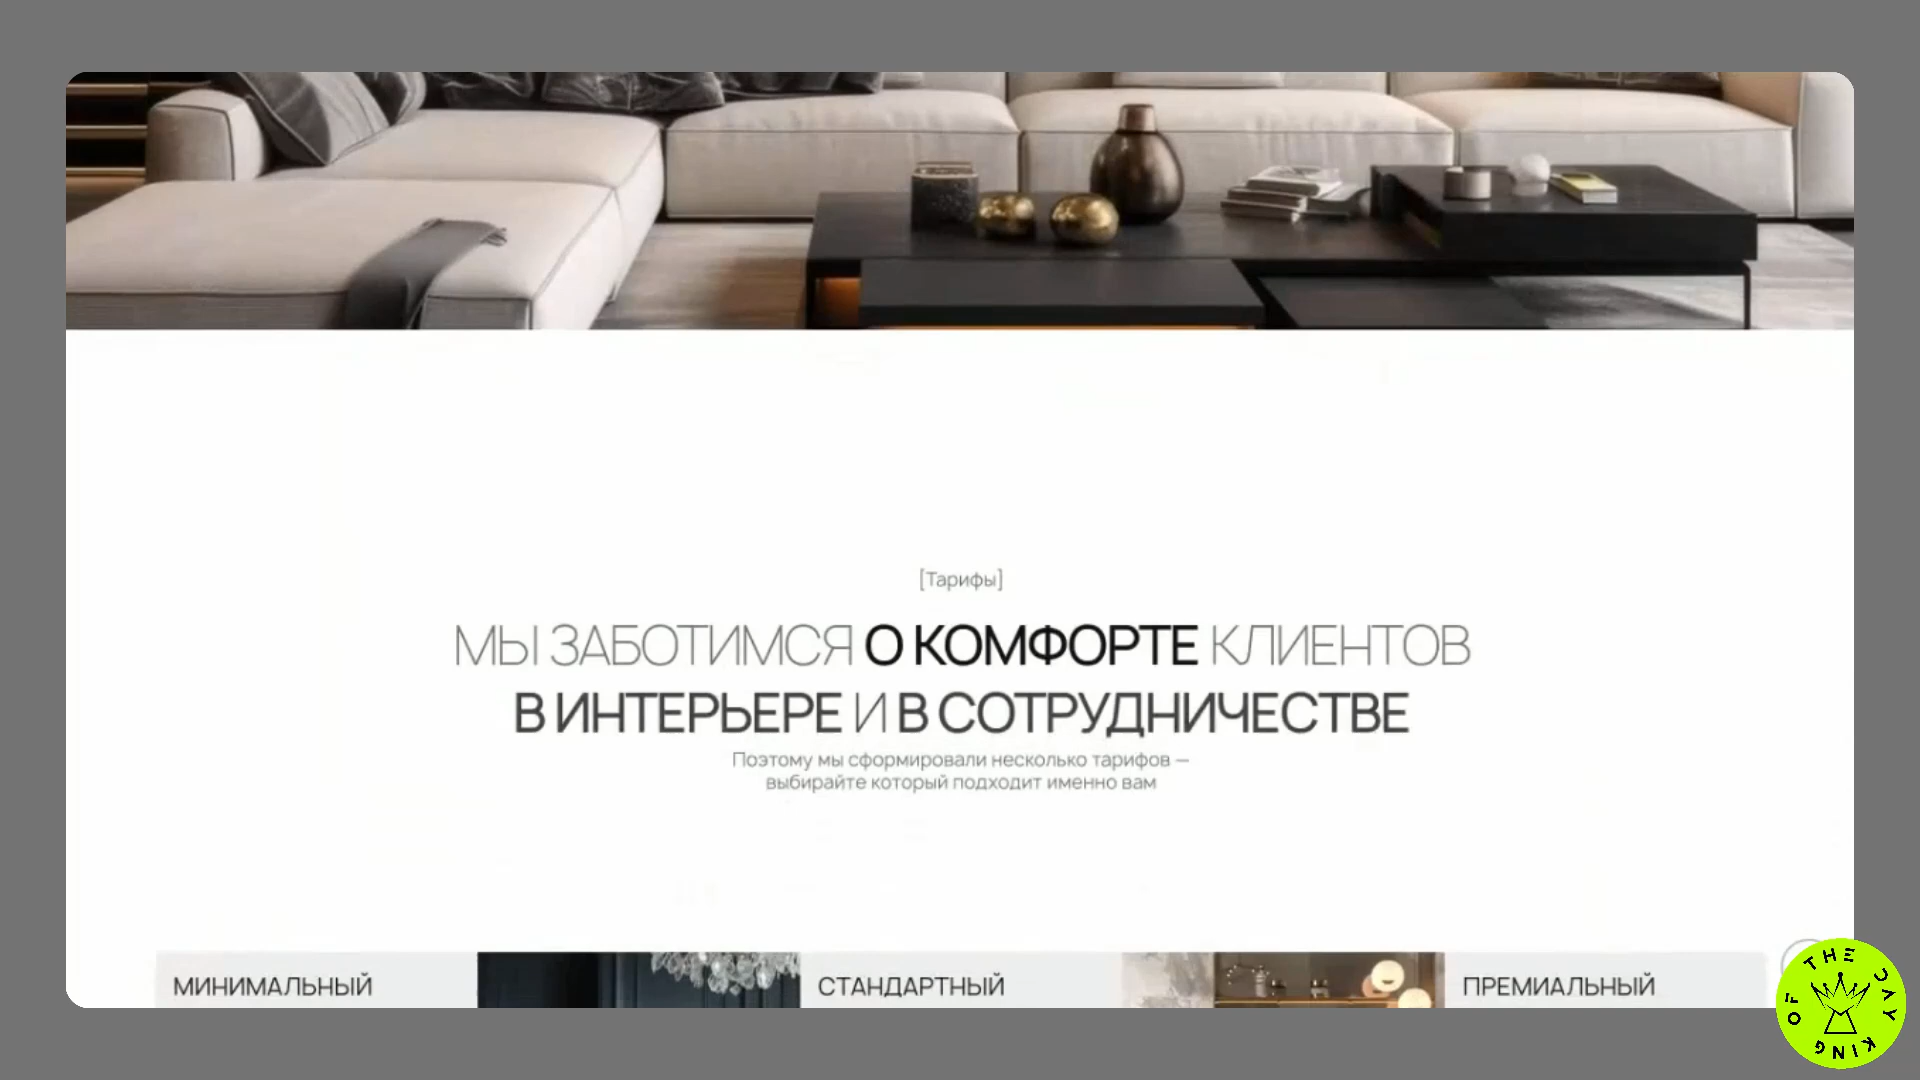 [Тарифы]
МЫ ЗАБОТИМСЯ О КОМФОРТЕ КЛИЕНТОВ
В ИНТЕРЬЕРЕ И В СОТРУДНИЧЕСТВЕ
Поэтому мы сформировали несколько тарифов —
выбирайте который подходит именно вам
МИНИМАЛЬНЫЙ
СТАНДАРТНЫЙ
ПРЕМИАЛЬНЫЙ
KING OF THE DAY